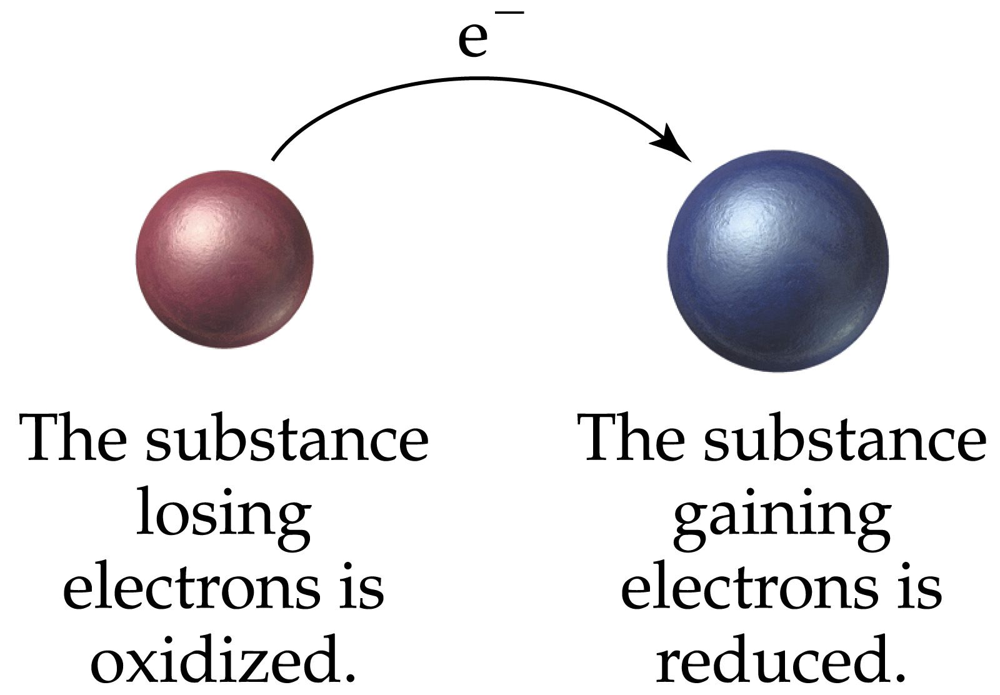 e⁻
The substance
losing
electrons is
oxidized.
The substance
gaining
electrons is
reduced.